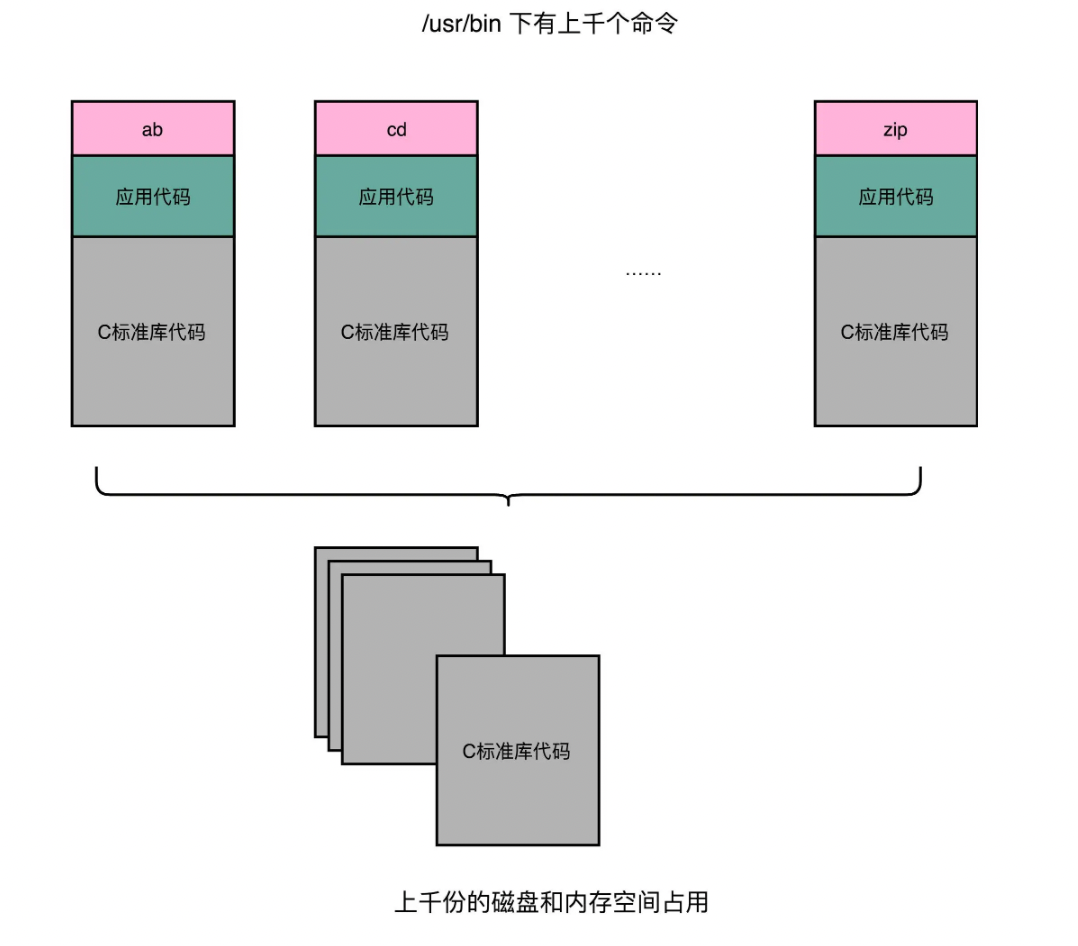 /usr/bin 下有上千个命令
ab
cd
zip
应用代码
应用代码
应用代码
......
C标准库代码
C标准库代码
C标准库代码
C标准库代码
上千份的磁盘和内存空间占用